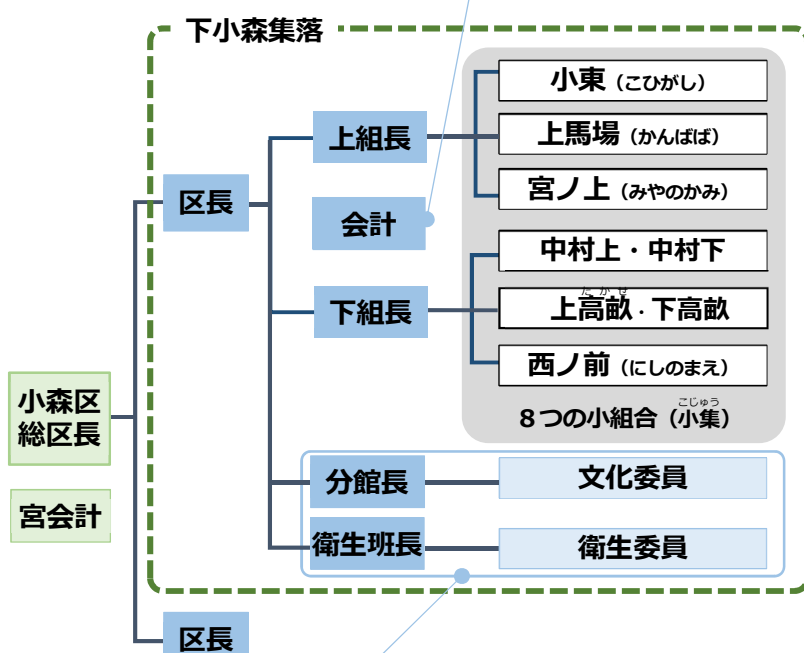 下小森集落
小東（こひがし）
上組長
上馬場（かんばば）
区長
宮ノ上（みやのかみ）
会計
中村上・中村下
たかせ
下組長
上高畝・下高畝
西ノ前（にしのまえ）
小森区
総区長
こじゅう
８つの小組合（小集）
分館長
文化委員
宮会計
衛生班長
衛生委員
区長